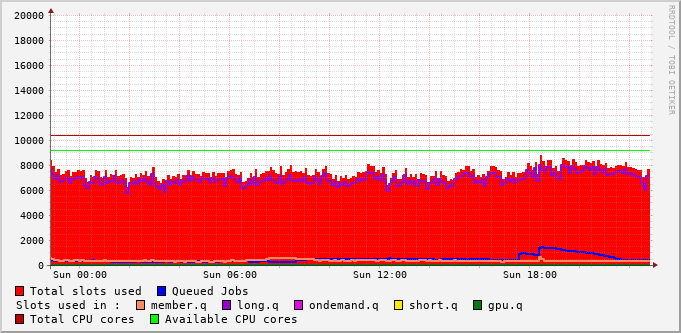 RRDTOOL / TOBI OETIKER
20000
18000
16000
14000
12000
10000
8000
6000
4000
2000
0
Sun 00:00 Sun 06:00 Sun 12:00 Sun 18:00
Total slots used Queued Jobs
Slots used in : member.q long.q ondemand.q short.q gpu.q
Total CPU cores Available CPU cores